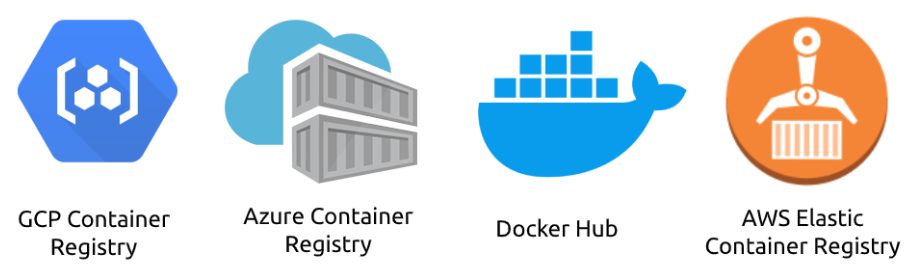 GCP Container
Registry
Azure Container
Registry
Docker Hub
AWS Elastic
Container Registry